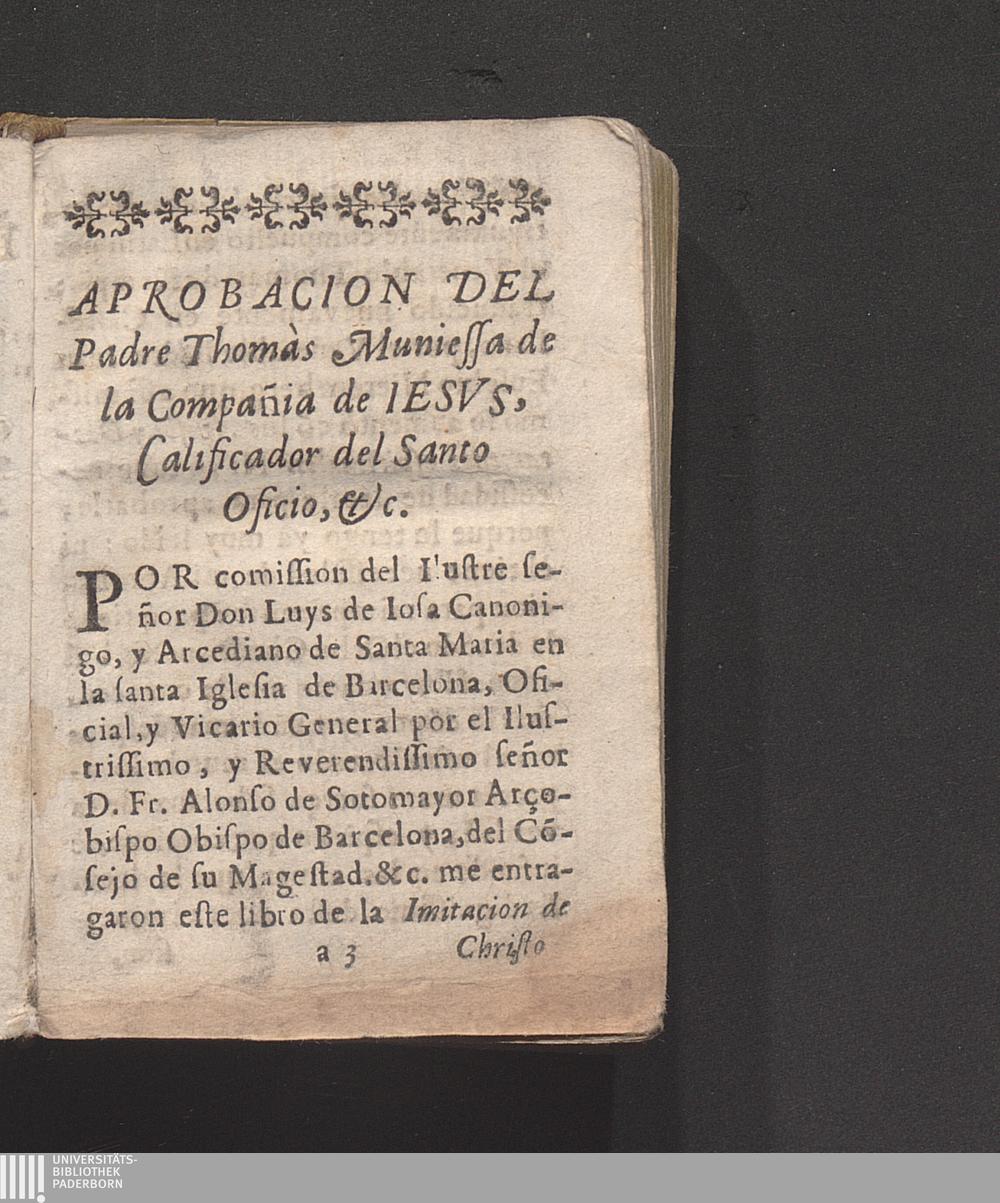 APROBACION DEL
Padre Thomàs Munieſſa de
la Compañia de IESVS,
Calificador del Santo
Oficio, &c.
POR comiſſion del Iluſtre ſe-
ñor Don Luys de Ioſa Canoni-
go, y Arcediano de Santa Maria en
la ſanta Igleſia de Barcelona, Ofi-
cial, y Vicario General por el Iluſ-
triſſimo, y Reverendiſſimo ſeñor
D. Fr. Alonſo de Sotomayor Arço-
biſpo Obiſpo de Barcelona, del Cõ-
ſejo de ſu Mageſtad. &c. me entra-
garon eſte libro de la Imitacion de
a 3 Chriſto
UNIVERSITÄTS-
BIBLIOTHEK
PADERBORN